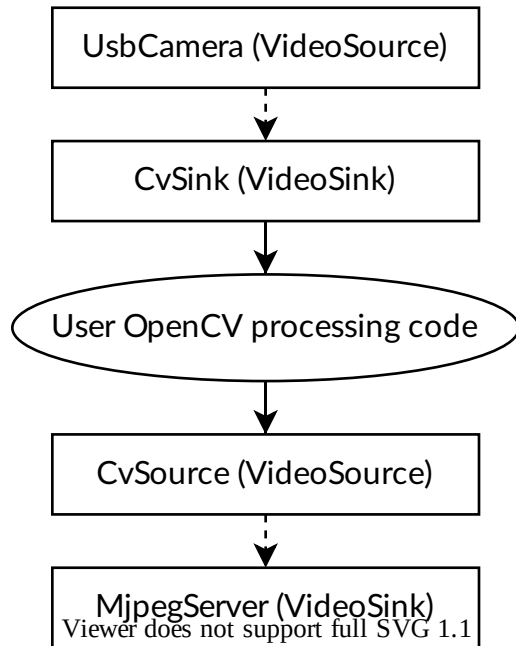 UsbCamera (VideoSource)
CvSink (VideoSink)
User OpenCV processing code
CvSource (VideoSource)
MjpegServer (VideoSink)
Viewer does not support full SVG 1.1